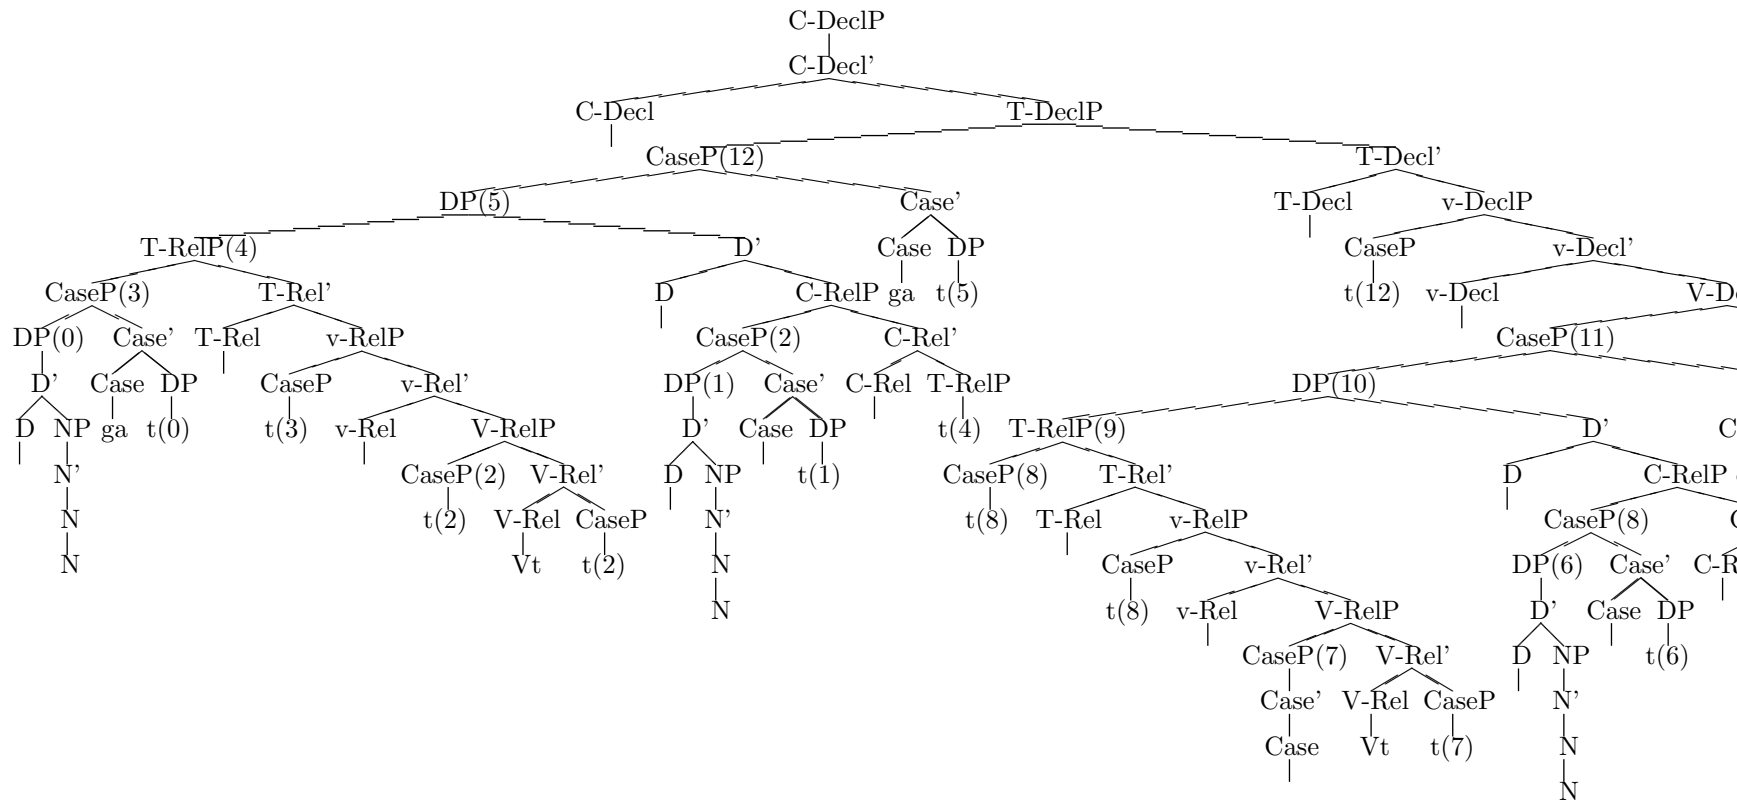 C-DeclP
C-Decl’
C-Decl T-DeclP
CaseP(12) T-Decl’
DP(5) Case’ T-Decl v-DeclP
T-RelP(4) D’ Case DP CaseP v-Decl’
CaseP(3) T-Rel’ D C-RelP ga t(5) t(12) v-Decl V-De
DP(0) Case’ T-Rel v-RelP CaseP(2) C-Rel’ CaseP(11)
D’ Case DP CaseP v-Rel’ DP(1) Case’ C-Rel T-RelP DP(10)
D NP ga t(0) t(3) v-Rel V-RelP D’ Case DP t(4) T-RelP(9) D’ C
N’ CaseP(2) V-Rel’ D NP t(1) CaseP(8) T-Rel’ D C-RelP
N t(2) V-Rel CaseP N’ t(8) T-Rel v-RelP CaseP(8)
N Vt t(2) N CaseP v-Rel’ DP(6) Case’ C-R
N t(8) v-Rel V-RelP D’ Case DP
CaseP(7) V-Rel’ D NP t(6)
Case’ V-Rel CaseP N’
Case Vt t(7) N
N